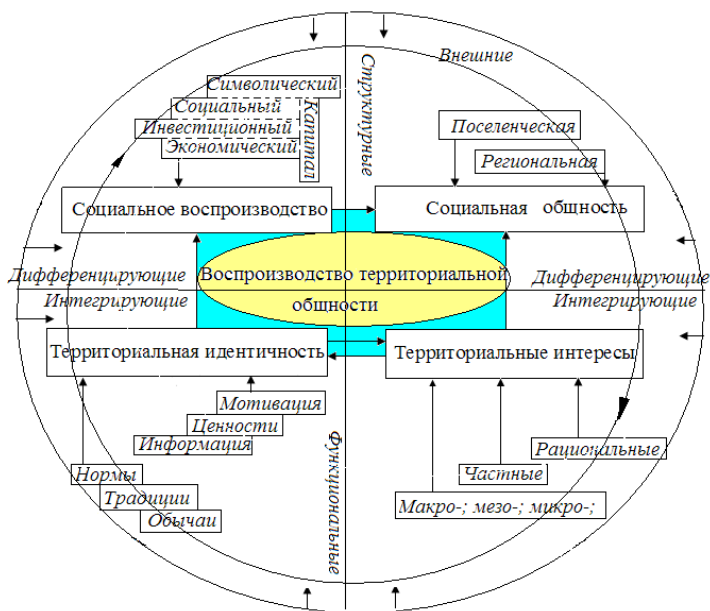 Внешние
Структурные
Символический
Социальный
Инвестиционный
Экономический
Капитал
Поселенческая
Региональная
Социальное воспроизводство
Социальная общность
Дифференцирующие
Интегрирующие
Воспроизводство территориальной
общности
Дифференцирующие
Интегрирующие
Территориальная идентичность
Территориальные интересы
Мотивация
Ценности
Информация
Нормы
Традиции
Обычаи
Функциональные
Рациональные
Частные
Макро-; мезо-; микро-;